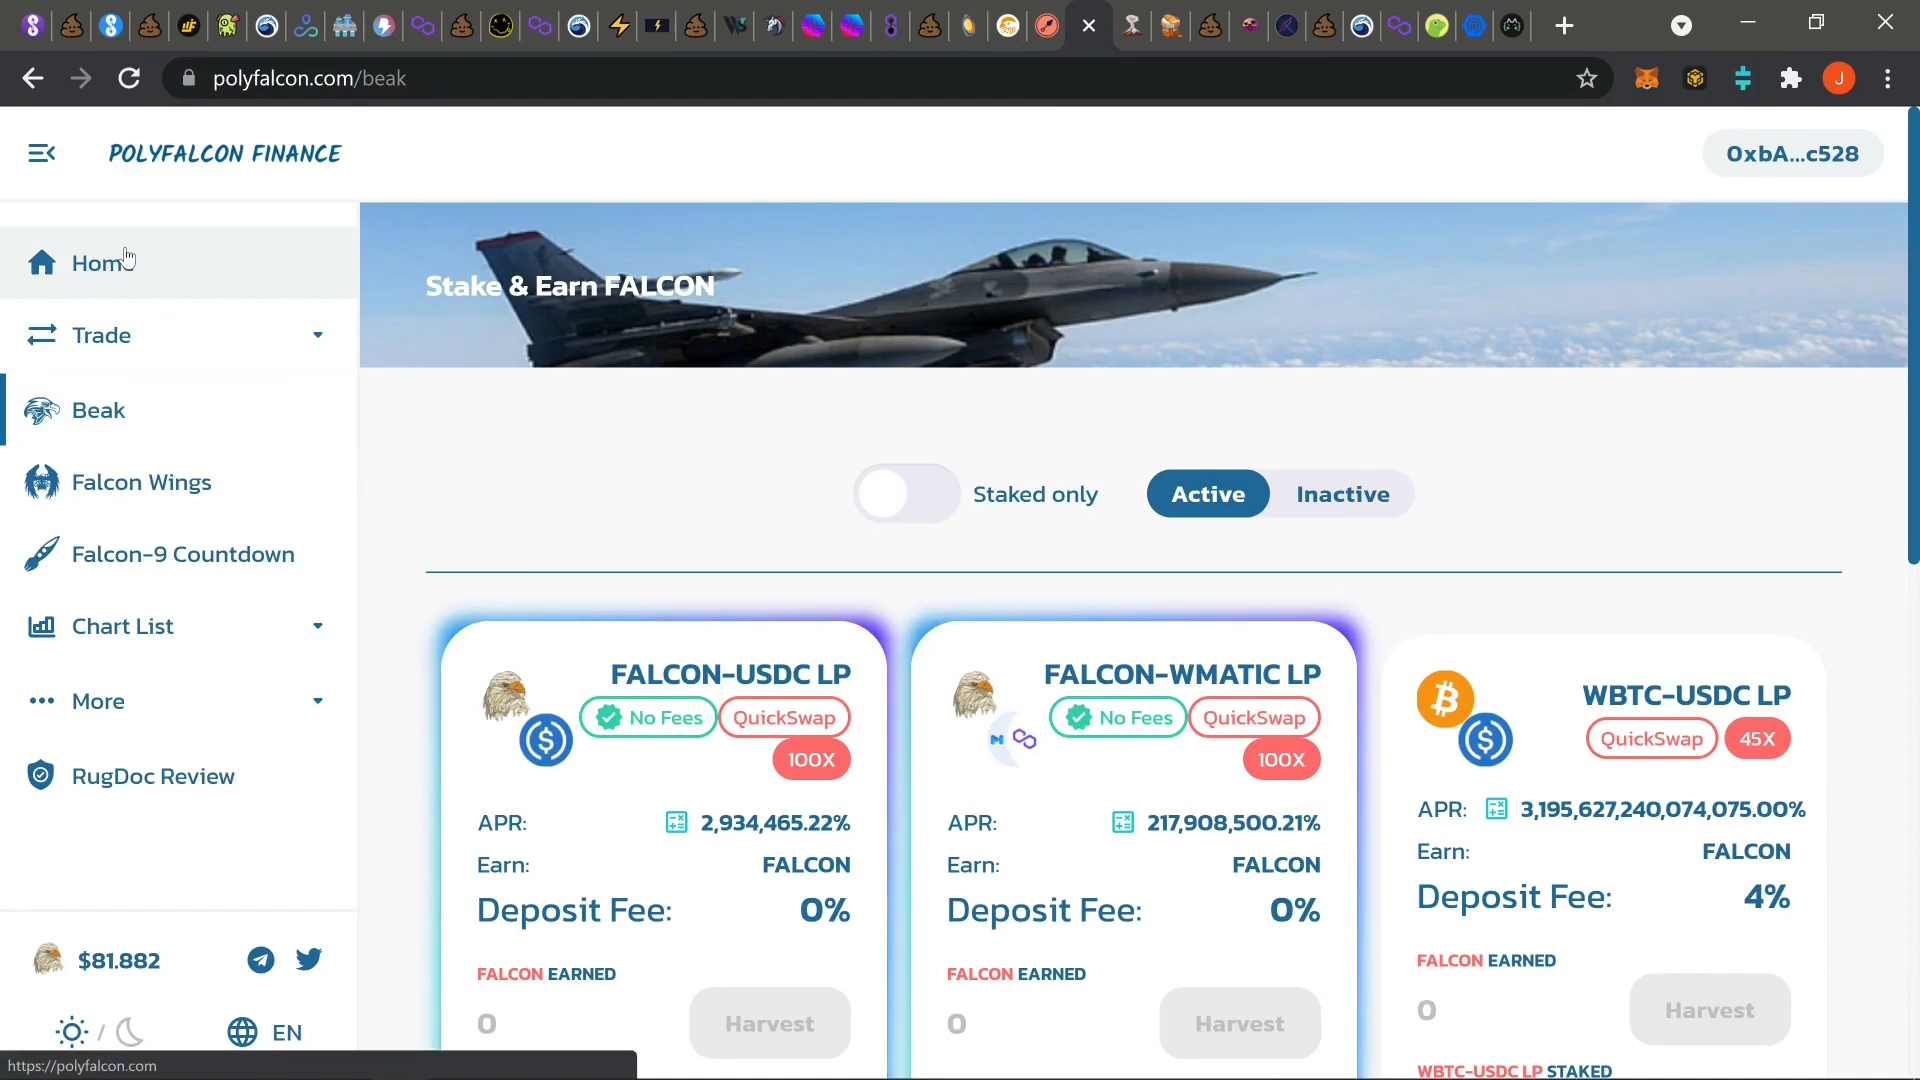 polyfalcon.com/beak
J
POLYFALCON FINANCE
0xbA...c528
Home
Trade
Beak
Falcon Wings
Falcon-9 Countdown
Chart List
More
RugDoc Review
$81.882
EN
https://polyfalcon.com
Stake & Earn FALCON
Staked only
Active
Inactive
FALCON-USDC LP
No Fees
QuickSwap
100X
APR:
2,934,465.22%
Earn:
FALCON
Deposit Fee:
0%
FALCON EARNED
0
Harvest
FALCON-WMATIC LP
No Fees
QuickSwap
100X
APR:
217,908,500.21%
Earn:
FALCON
Deposit Fee:
0%
FALCON EARNED
0
Harvest
WBTC-USDC LP
QuickSwap
45X
APR:
3,195,627,240,074,075.00%
Earn:
FALCON
Deposit Fee:
4%
FALCON EARNED
0
Harvest
WBTC-USDC LP STAKED